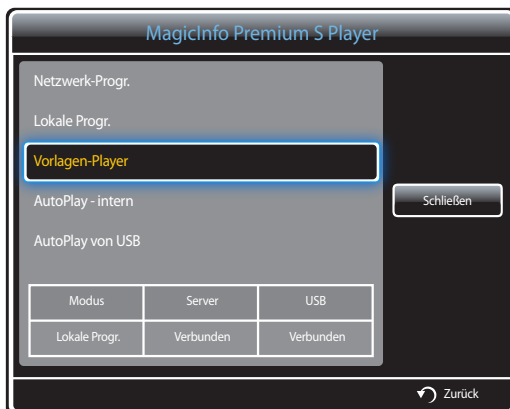 MagicInfo Premium S Player
Netzwerk-Progr.
Lokale Progr.
Vorlagen-Player
AutoPlay - intern
Schließen
AutoPlay von USB
Modus Server USB
Lokale Progr. Verbunden Verbunden
Zurück